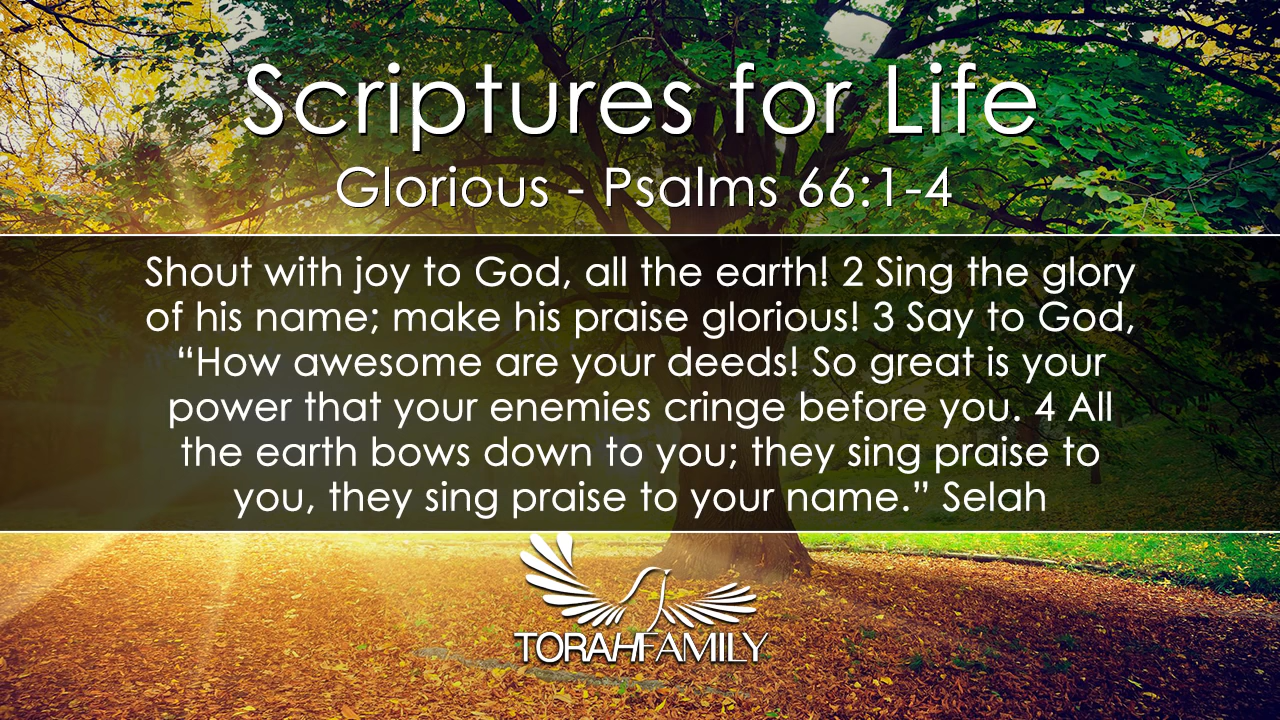 Scriptures for Life
Glorious - Psalms 66:1-4
Shout with joy to God, all the earth! 2 Sing the glory
of his name; make his praise glorious! 3 Say to God,
“How awesome are your deeds! So great is your
power that your enemies cringe before you. 4 All
the earth bows down to you; they sing praise to
you, they sing praise to your name.” Selah
TORAHFAMILY